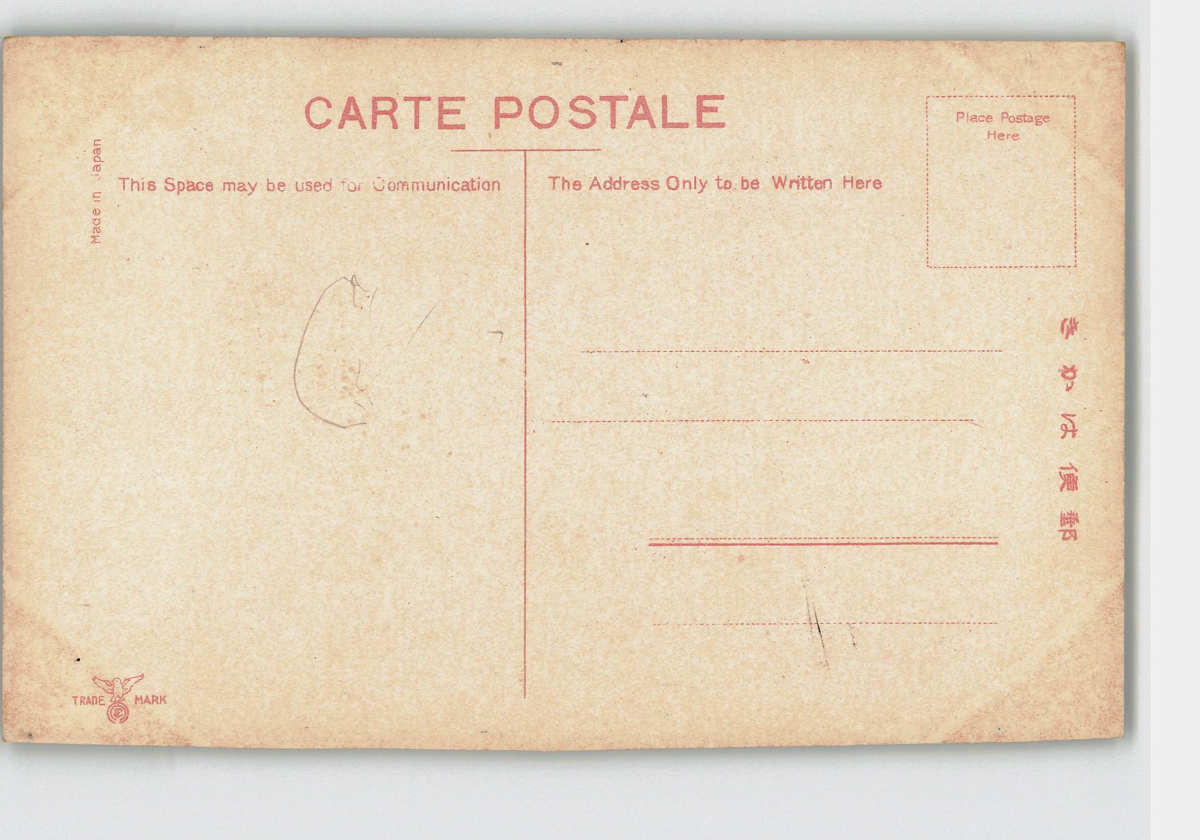 CARTE POSTALE
Made in Japan
This Space may be used for Communication
The Address Only to be Written Here
Place Postage
Here
郵便はかき
TRADE MARK